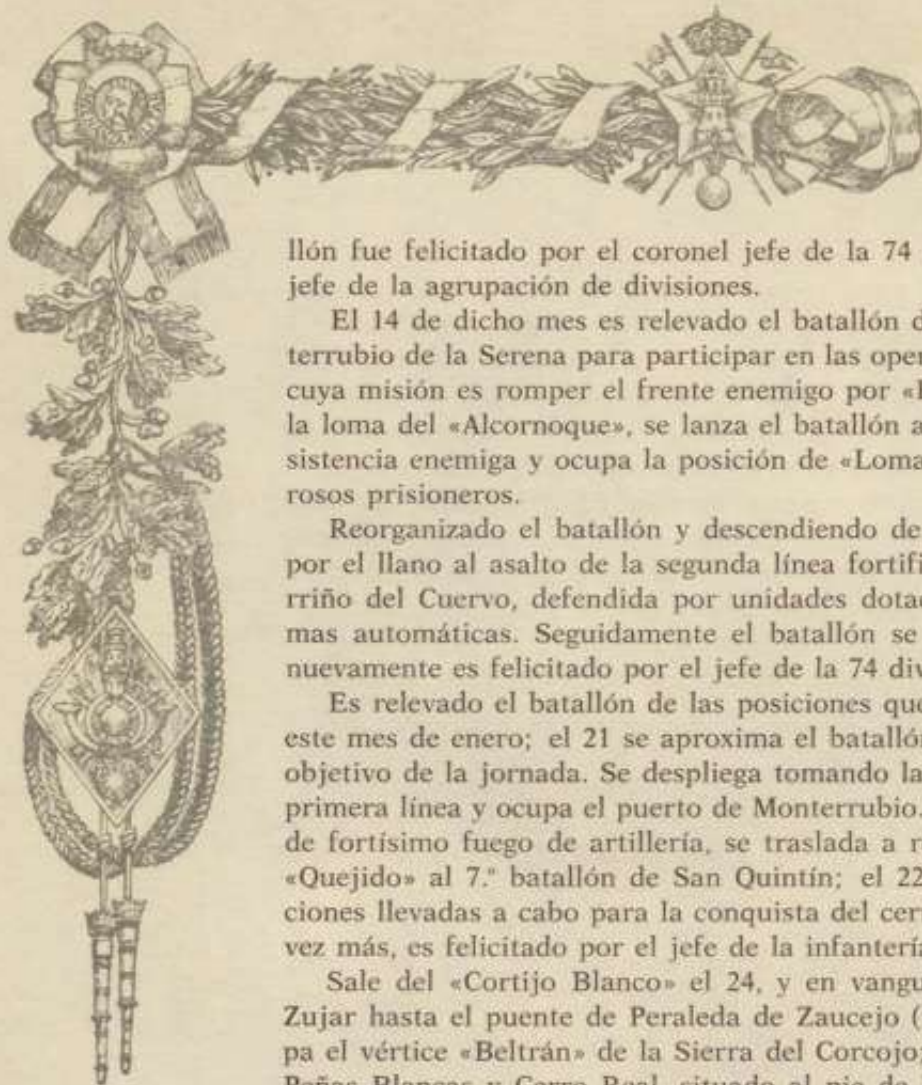 llón fue felicitado por el coronel jefe de la 74
jefe de la agrupación de divisiones.
El 14 de dicho mes es relevado el batallón d
terrubio de la Serena para participar en las oper
cuya misión es romper el frente enemigo por «
la loma del «Alcornoque», se lanza el batallón a
sistencia enemiga y ocupa la posición de «Loma
rosos prisioneros.
Reorganizado el batallón y descendiendo de
por el llano al asalto de la segunda línea fortifi
rriño del Cuervo, defendida por unidades dota
mas automáticas. Seguidamente el batallón se
nuevamente es felicitado por el jefe de la 74 div
Es relevado el batallón de las posiciones que
este mes de enero; el 21 se aproxima el batallón
objetivo de la jornada. Se despliega tomando la
primera línea y ocupa el puerto de Monterrubio.
de fortísimo fuego de artillería, se traslada a r
«Quejido» al 7.º batallón de San Quintín; el 22
ciones llevadas a cabo para la conquista del cer
vez más, es felicitado por el jefe de la infantería
Sale del «Cortijo Blanco» el 24, y en vangu
Zujar hasta el puente de Peraleda de Zaucejo (
pa el vértice «Beltrán» de la Sierra del Corcojo
Peñas Blancas y Cerro Real, situado al pie de